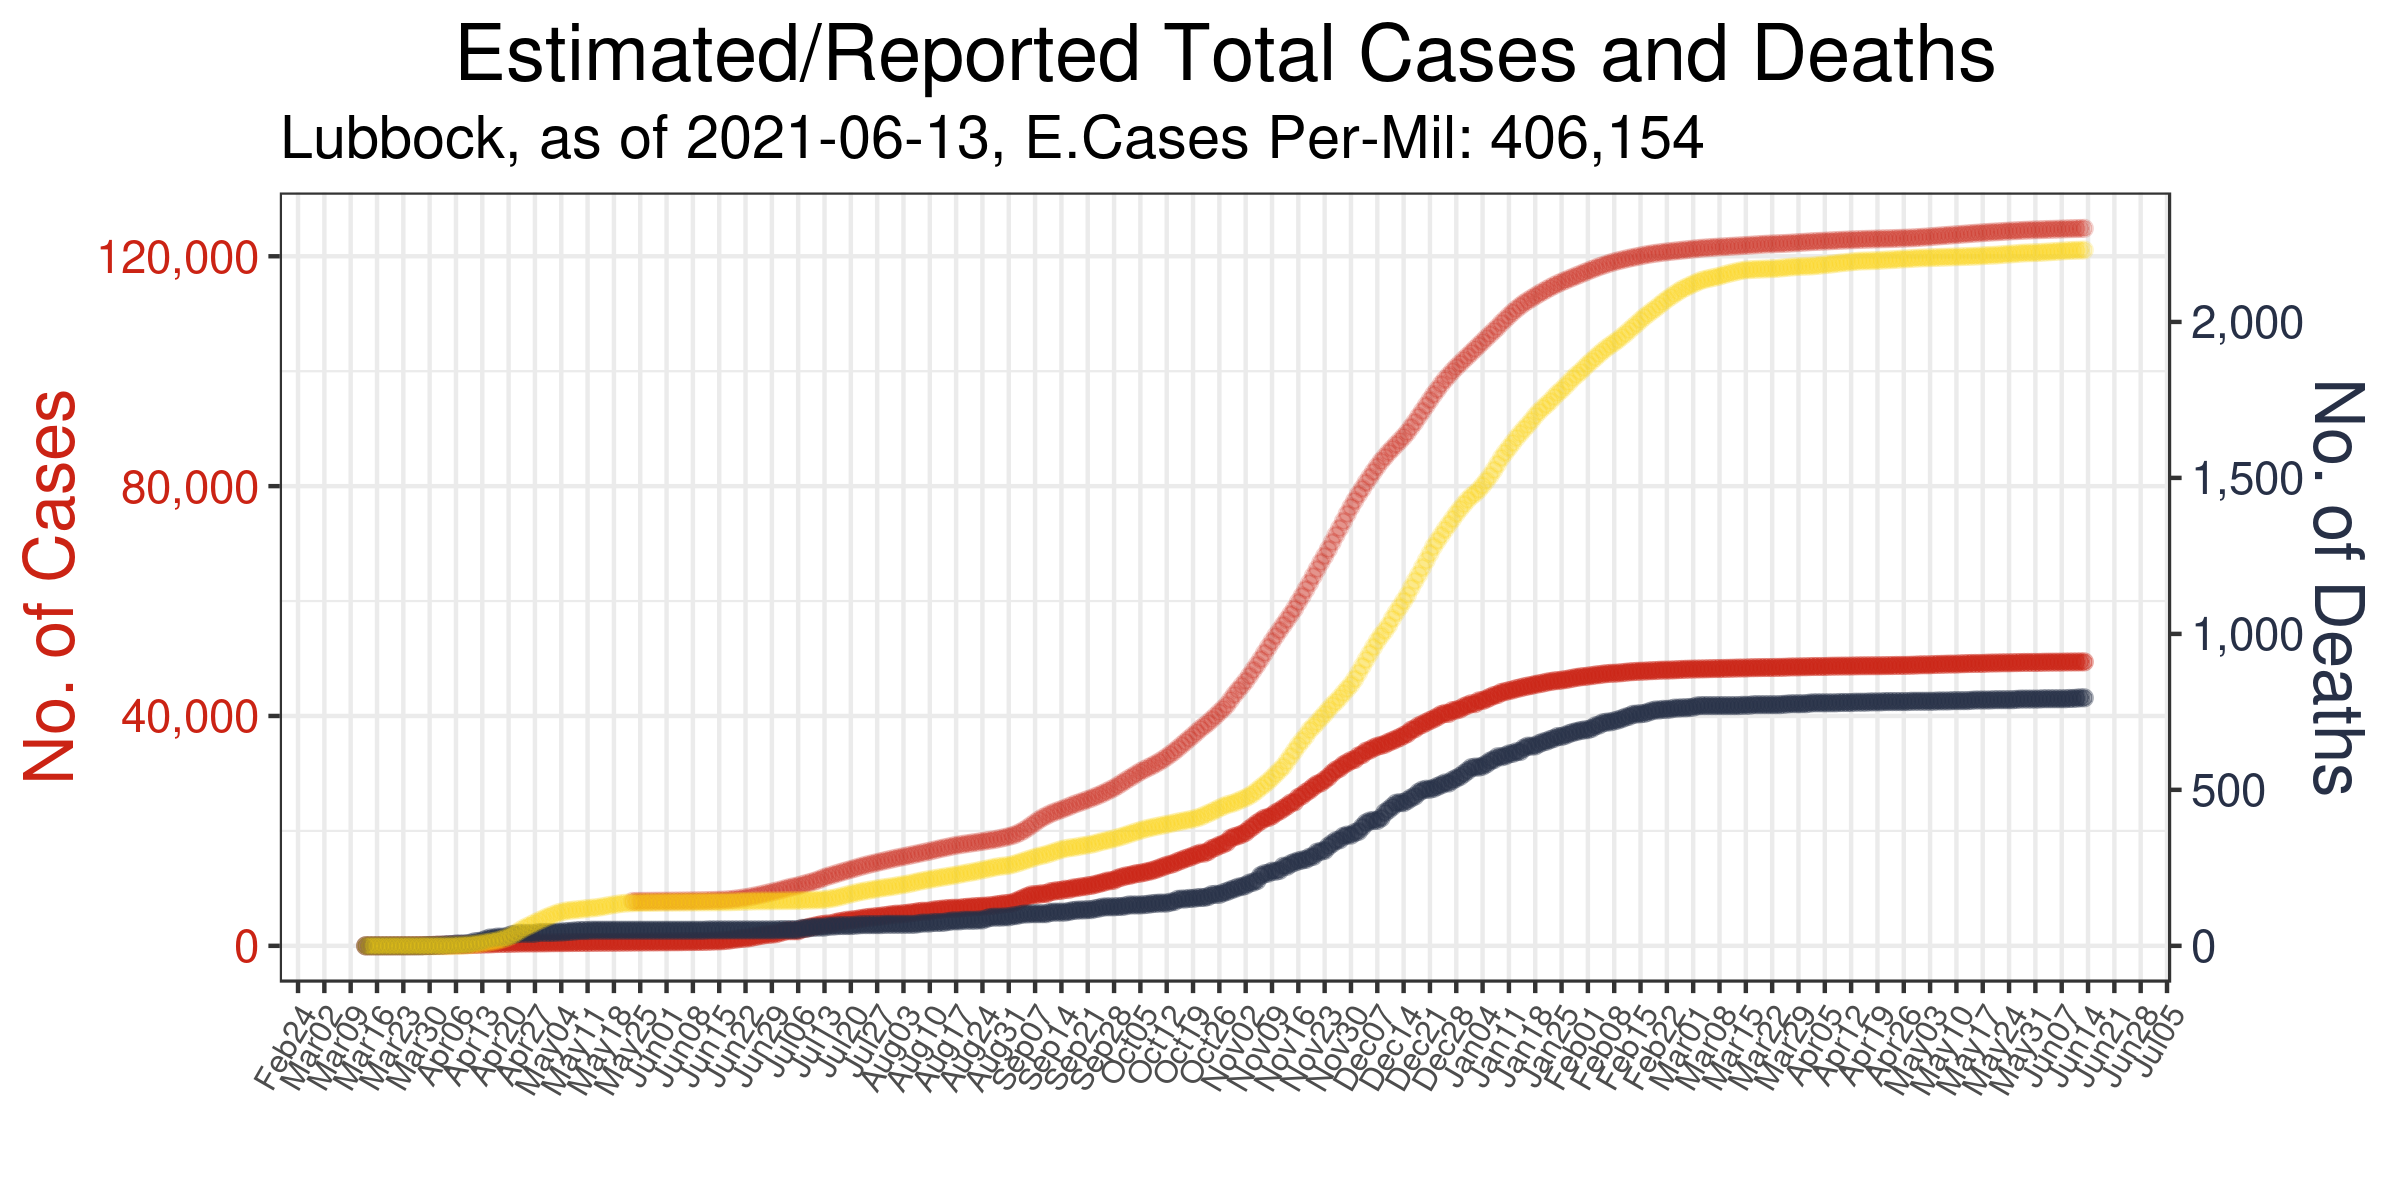 Estimated/Reported Total Cases and Deaths
Lubbock, as of 2021-06-13, E.Cases Per-Mil: 406,154
No. of Cases
120,000
80,000
40,000
0
2,000
1,500
1,000
500
0
No. of Deaths
Feb24
Mar02
Mar09
Mar16
Mar23
Mar30
Apr06
Apr13
Apr20
Apr27
May04
May11
May18
May25
Jun01
Jun08
Jun15
Jun22
Jun29
Jul06
Jul13
Jul20
Jul27
Aug03
Aug10
Aug17
Aug24
Aug31
Sep07
Sep14
Sep21
Sep28
Oct05
Oct12
Oct19
Oct26
Nov02
Nov09
Nov16
Nov23
Nov30
Dec07
Dec14
Dec21
Dec28
Jan04
Jan11
Jan18
Jan25
Feb01
Feb08
Feb15
Feb22
Mar01
Mar08
Mar15
Mar22
Mar29
Apr05
Apr12
Apr19
Apr26
May03
May10
May17
May24
May31
Jun07
Jun14
Jun21
Jun28
Jul05